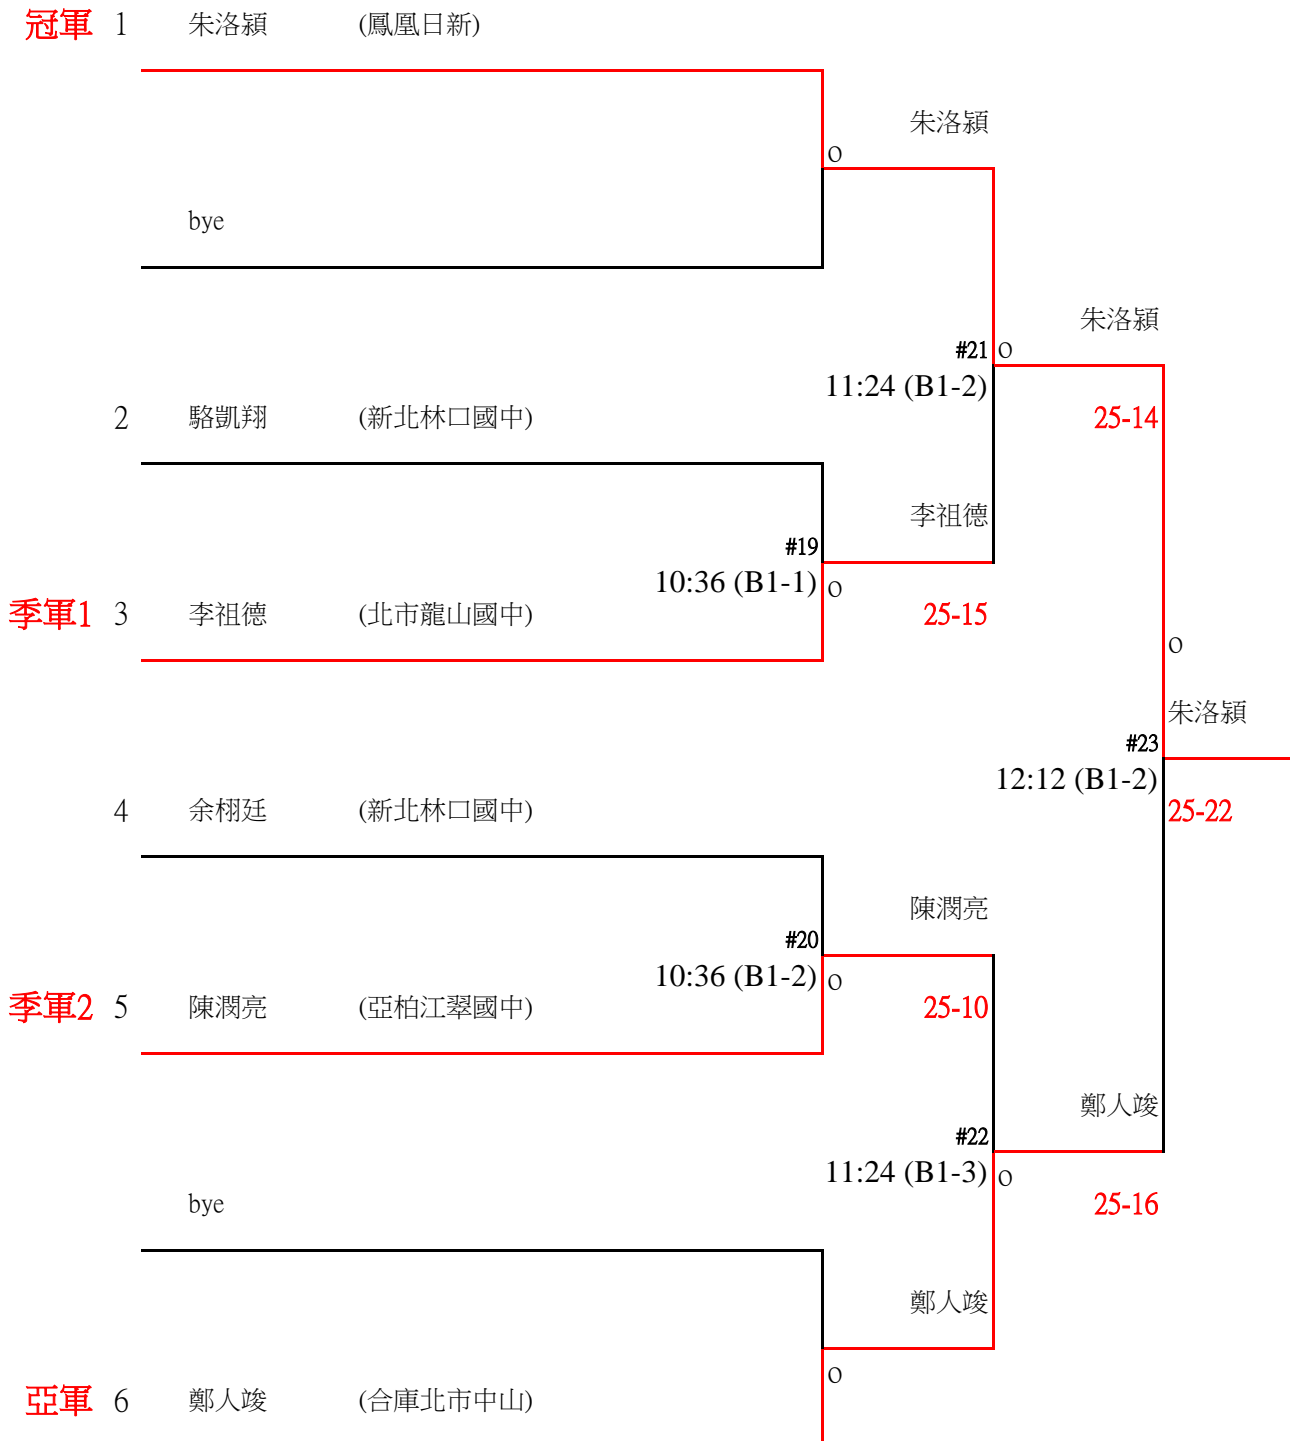 冠軍 1 朱洛潁 (鳳凰日新)
朱洛潁
O
bye
朱洛潁
#21 O
11:24 (B1-2)
2 駱凱翔 (新北林口國中) 25-14
李祖德
#19
10:36 (B1-1) O
季軍1 3 李祖德 (北市龍山國中) 25-15
O
朱洛潁
#23
12:12 (B1-2)
4 余栩廷 (新北林口國中) 25-22
陳潤亮
#20
10:36 (B1-2) O
季軍2 5 陳潤亮 (亞柏江翠國中) 25-10
鄭人竣
#22
11:24 (B1-3) O
bye 25-16
鄭人竣
O
亞軍 6 鄭人竣 (合庫北市中山)